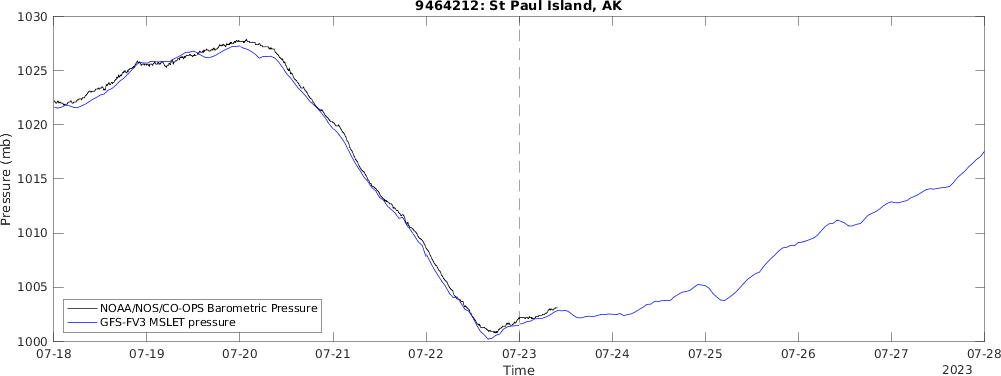 9464212: St Paul Island, AK
Pressure (mb)
1030
1025
1020
1015
1010
1005
1000
NOAA/NOS/CO-OPS Barometric Pressure
GFS-FV3 MSLET pressure
07-18 07-19 07-20 07-21 07-22 07-23 07-24 07-25 07-26 07-27 07-28
Time
2023